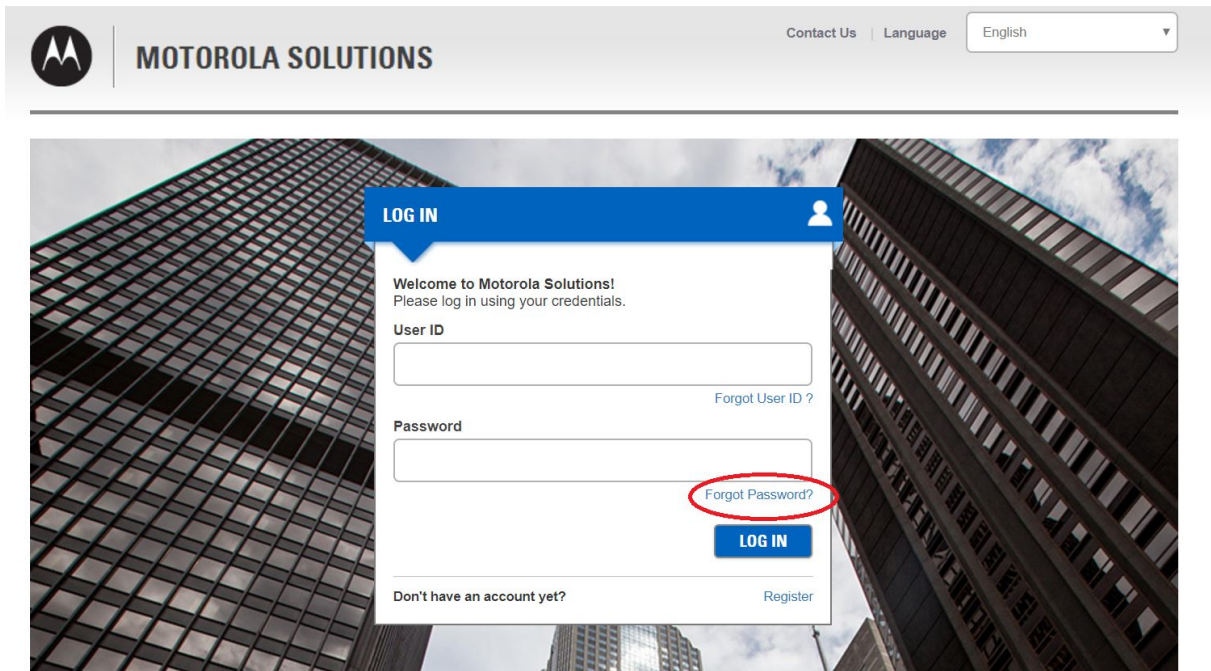 MOTOROLA SOLUTIONS
Contact Us | Language English
LOG IN
Welcome to Motorola Solutions!
Please log in using your credentials.
User ID
Forgot User ID ?
Password
Forgot Password?
LOG IN
Don't have an account yet? Register